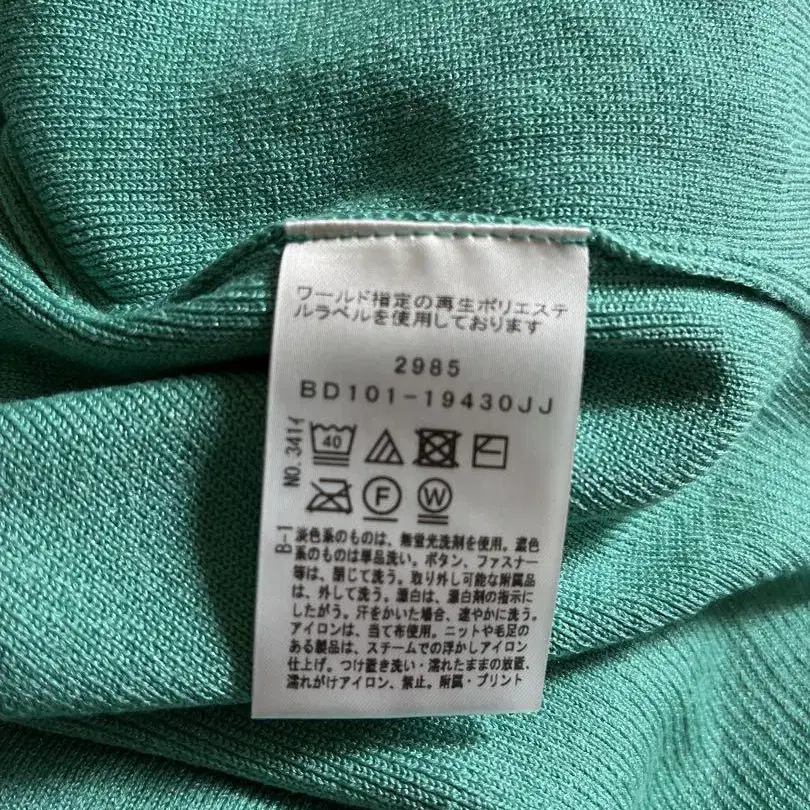 ワールド指定の再生ポリエステ
ルラベルを使用しております
2985
BD101-19430JJ
NO.341イ
40
F
W
B-1
淡色系のものは、無蛍光洗剤を使用。濃色
系のものは単品洗い。ボタン、ファスナー
等は、閉じて洗う。取り外し可能な附属品
は、外して洗う。漂白は、漂白剤の指示に
したがう。汗をかいた場合、速やかに洗う。
アイロンは、当て布使用。ニットや毛足の
ある製品は、スチームでの浮かしアイロン
仕上げ。つけ置き洗い・濡れたままの放置、
濡れがけアイロン、禁止。附属・プリント